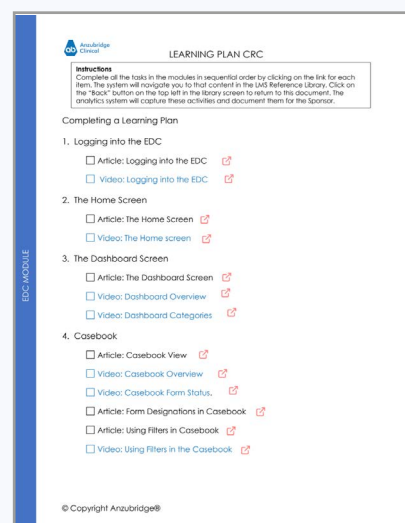 Anzubridge
Clinical
ab
LEARNING PLAN CRC
Instructions
Complete all the tasks in the modules in sequential order by clicking on the link for each
item. The system will navigate you to that content in the LMS Reference Library. Click on
the "Back" button on the top left in the library screen to return to this document. The
analytics system will capture these activities and document them for the Sponsor.
Completing a Learning Plan
1. Logging into the EDC
Article: Logging into the EDC
Video: Logging into the EDC
2. The Home Screen
Article: The Home Screen
Video: The Home screen
3. The Dashboard Screen
Article: The Dashboard Screen
Video: Dashboard Overview
Video: Dashboard Categories
4. Casebook
Article: Casebook View
Video: Casebook Overview
Video: Casebook Form Status.
Article: Form Designations in Casebook
Article: Using Filters in Casebook
Video: Using Filters in the Casebook
EDC MODULE
© Copyright Anzubridge®